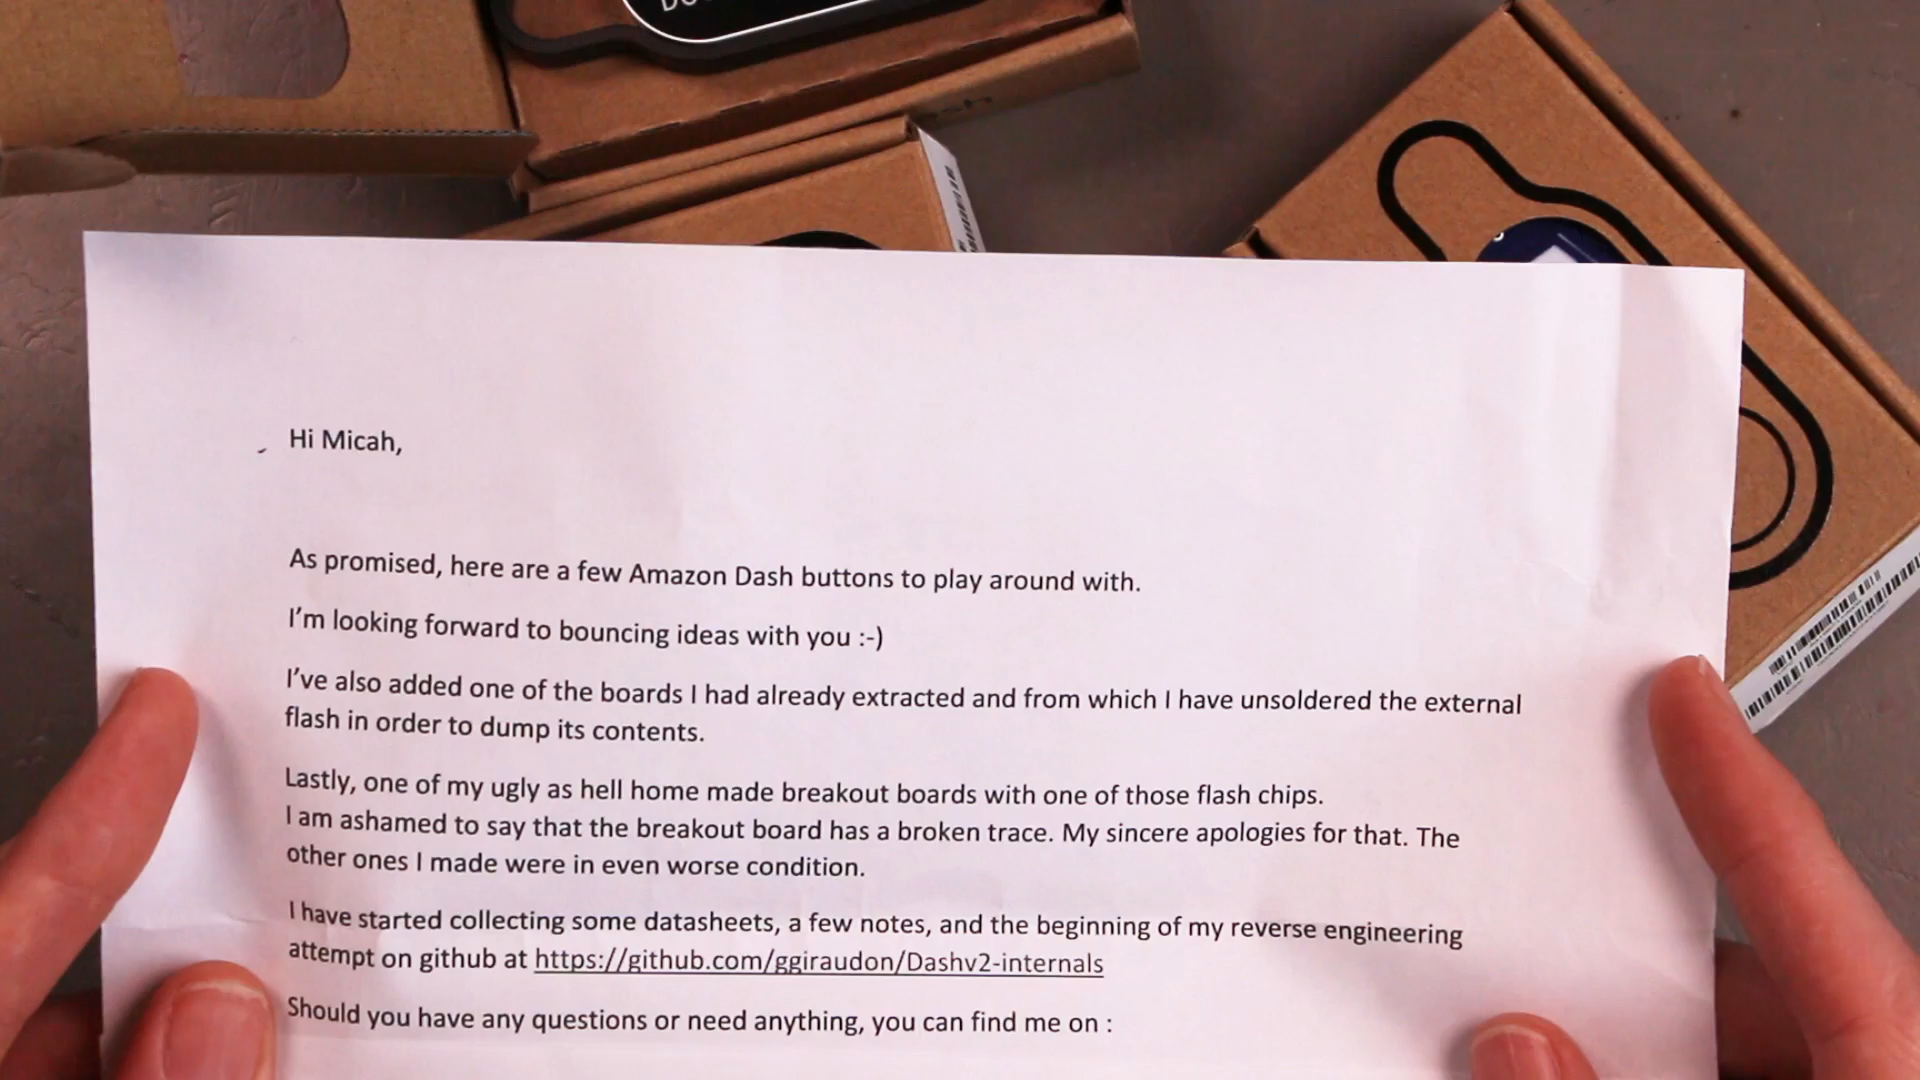 Hi Micah,
As promised, here are a few Amazon Dash buttons to play around with.
I'm looking forward to bouncing ideas with you :-)
I've also added one of the boards I had already extracted and from which I have unsoldered the external
flash in order to dump its contents.
Lastly, one of my ugly as hell home made breakout boards with one of those flash chips.
I am ashamed to say that the breakout board has a broken trace. My sincere apologies for that. The
other ones I made were in even worse condition.
I have started collecting some datasheets, a few notes, and the beginning of my reverse engineering
attempt on github at https://github.com/ggiraudon/Dashv2-internals
Should you have any questions or need anything, you can find me on :